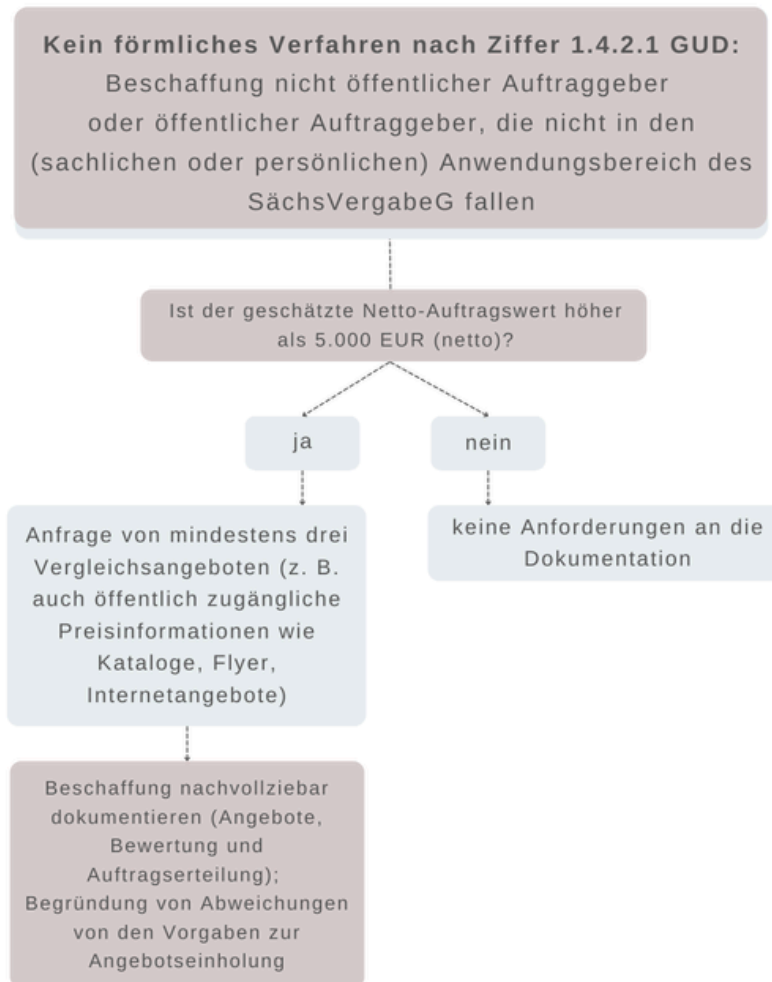 Kein förmliches Verfahren nach Ziffer 1.4.2.1 GUD:
Beschaffung nicht öffentlicher Auftraggeber
oder öffentlicher Auftraggeber, die nicht in den
(sachlichen oder persönlichen) Anwendungsbereich des
SächsVergabeG fallen
Ist der geschätzte Netto-Auftragswert höher
als 5.000 EUR (netto)?
ja
nein
Anfrage von mindestens drei
Vergleichsangeboten (z. B.
auch öffentlich zugängliche
Preisinformationen wie
Kataloge, Flyer,
Internetangebote)
keine Anforderungen an die
Dokumentation
Beschaffung nachvollziebar
dokumentieren (Angebote,
Bewertung und
Auftragserteilung);
Begründung von Abweichungen
von den Vorgaben zur
Angebotseinholung